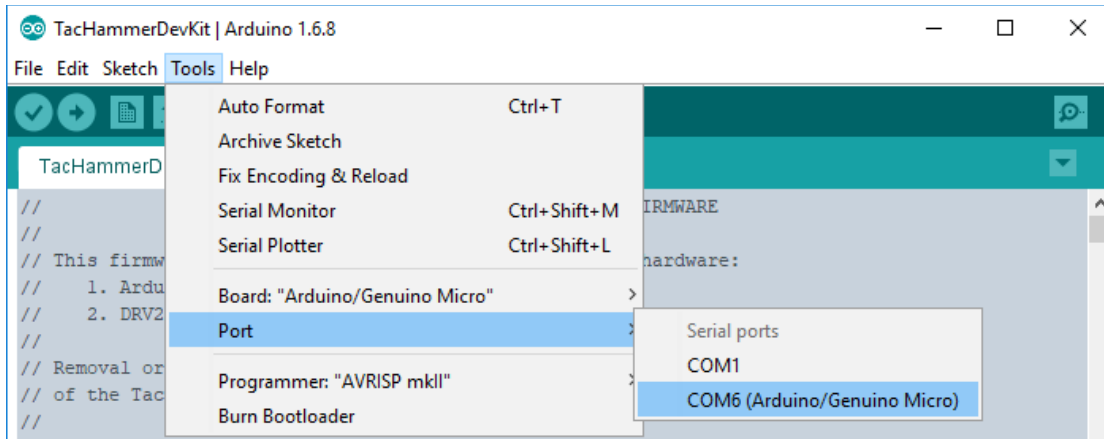 TacHammerDevKit | Arduino 1.6.8
File Edit Sketch Tools Help
TacHammerD
Auto Format Ctrl+T
Archive Sketch
Fix Encoding & Reload
Serial Monitor Ctrl+Shift+M
Serial Plotter Ctrl+Shift+L
Board: "Arduino/Genuino Micro"
Port
Programmer: "AVRISP mkII"
Burn Bootloader
Serial ports
COM1
COM6 (Arduino/Genuino Micro)
// IRMWARE
//
// This firmw hardware:
// 1. Ardu
// 2. DRV2
//
// Removal or
// of the Tac
//